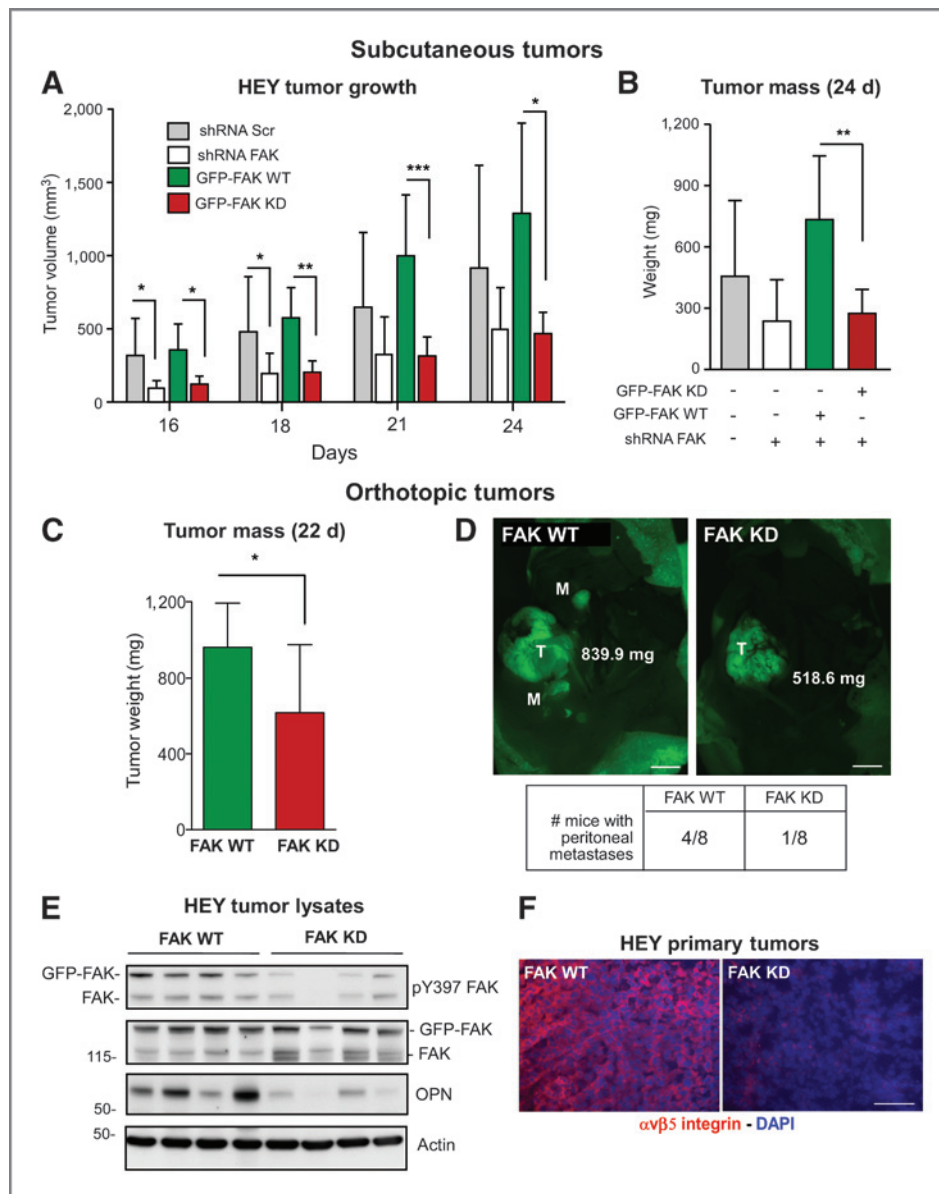 Subcutaneous tumors
A
HEY tumor growth
Tumor volume (mm³)
2,000
1,500
1,000
500
0
shRNA Scr
shRNA FAK
GFP-FAK WT
GFP-FAK KD
* * * ** *** *
16 18 21 24
Days
B
Tumor mass (24 d)
Weight (mg)
1,200
900
600
300
0
**
GFP-FAK KD - - - +
GFP-FAK WT - - + -
shRNA FAK - + + +
Orthotopic tumors
C
Tumor mass (22 d)
*
Tumor weight (mg)
1,200
800
400
0
FAK WT FAK KD
D
FAK WT
M
T
839.9 mg
M
FAK KD
T
518.6 mg
FAK WT FAK KD
# mice with
peritoneal
metastases
4/8 1/8
E
HEY tumor lysates
FAK WT FAK KD
GFP-FAK-
FAK-
pY397 FAK
- GFP-FAK
115-
- FAK
OPN
50-
50-
Actin
F
HEY primary tumors
FAK WT
FAK KD
αvβ5 integrin - DAPI